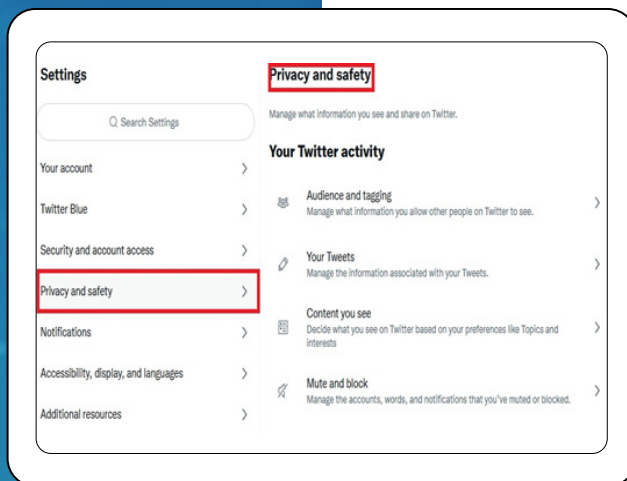 Settings
Search Settings
Your account
Twitter Blue
Security and account access
Privacy and safety
Notifications
Accessibility, display, and languages
Additional resources
Privacy and safety
Manage what information you see and share on Twitter.
Your Twitter activity
Audience and tagging
Manage what information you allow other people on Twitter to see.
Your Tweets
Manage the information associated with your Tweets.
Content you see
Decide what you see on Twitter based on your preferences like Topics and
interests
Mute and block
Manage the accounts, words, and notifications that you've muted or blocked.